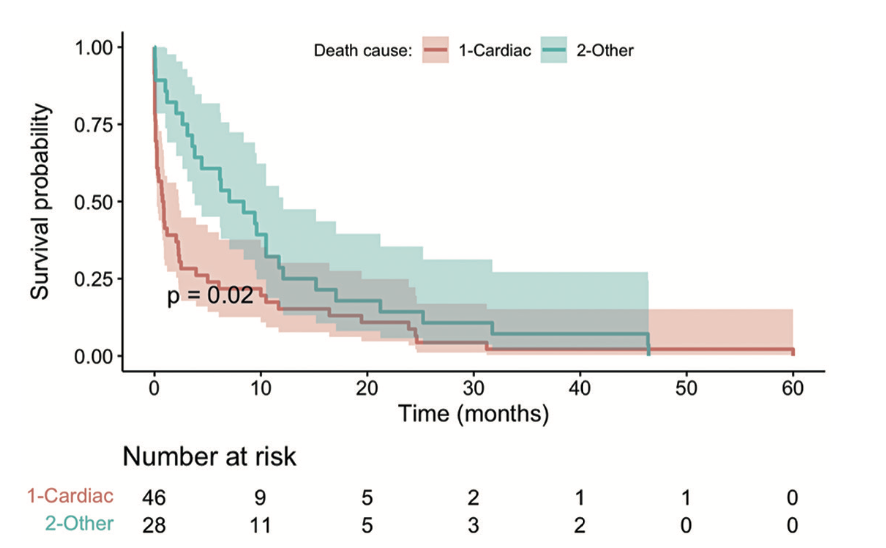 Death cause: 1-Cardiac 2-Other
Survival probability
1.00
0.75
0.50
0.25
0.00
p = 0.02
0 10 20 30 40 50 60
Time (months)
Number at risk
1-Cardiac 46 9 5 2 1 1 0
2-Other 28 11 5 3 2 0 0